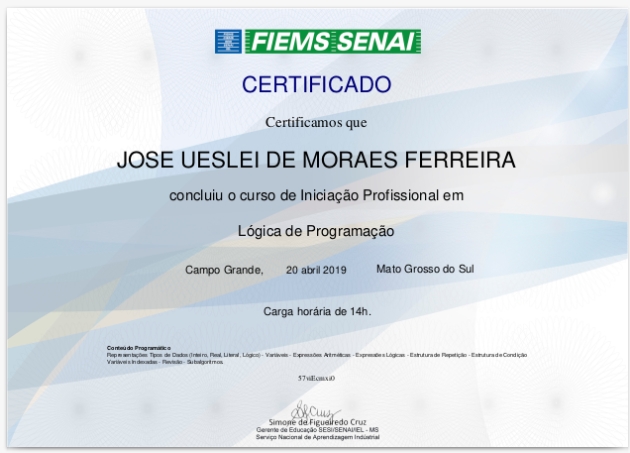 FIEMS SENAI
CERTIFICADO
Certificamos que
JOSE UESLEI DE MORAES FERREIRA
concluiu o curso de Iniciação Profissional em
Lógica de Programação
Campo Grande, 20 abril 2019 Mato Grosso do Sul
Carga horária de 14h.
Conteúdo Programático
Representações Tipos de Dados (Inteiro, Real, Literal, Lógico) - Variáveis - Expressões Aritméticas - Expressões Lógicas - Estrutura de Repetição - Estrutura de Condição
Variáveis Indexadas - Revisão - Subalgoritmos.
Simone de Figueiredo Cruz
Gerente de Educação SESI/SENAI/IEL - MS
Serviço Nacional de Aprendizagem Industrial